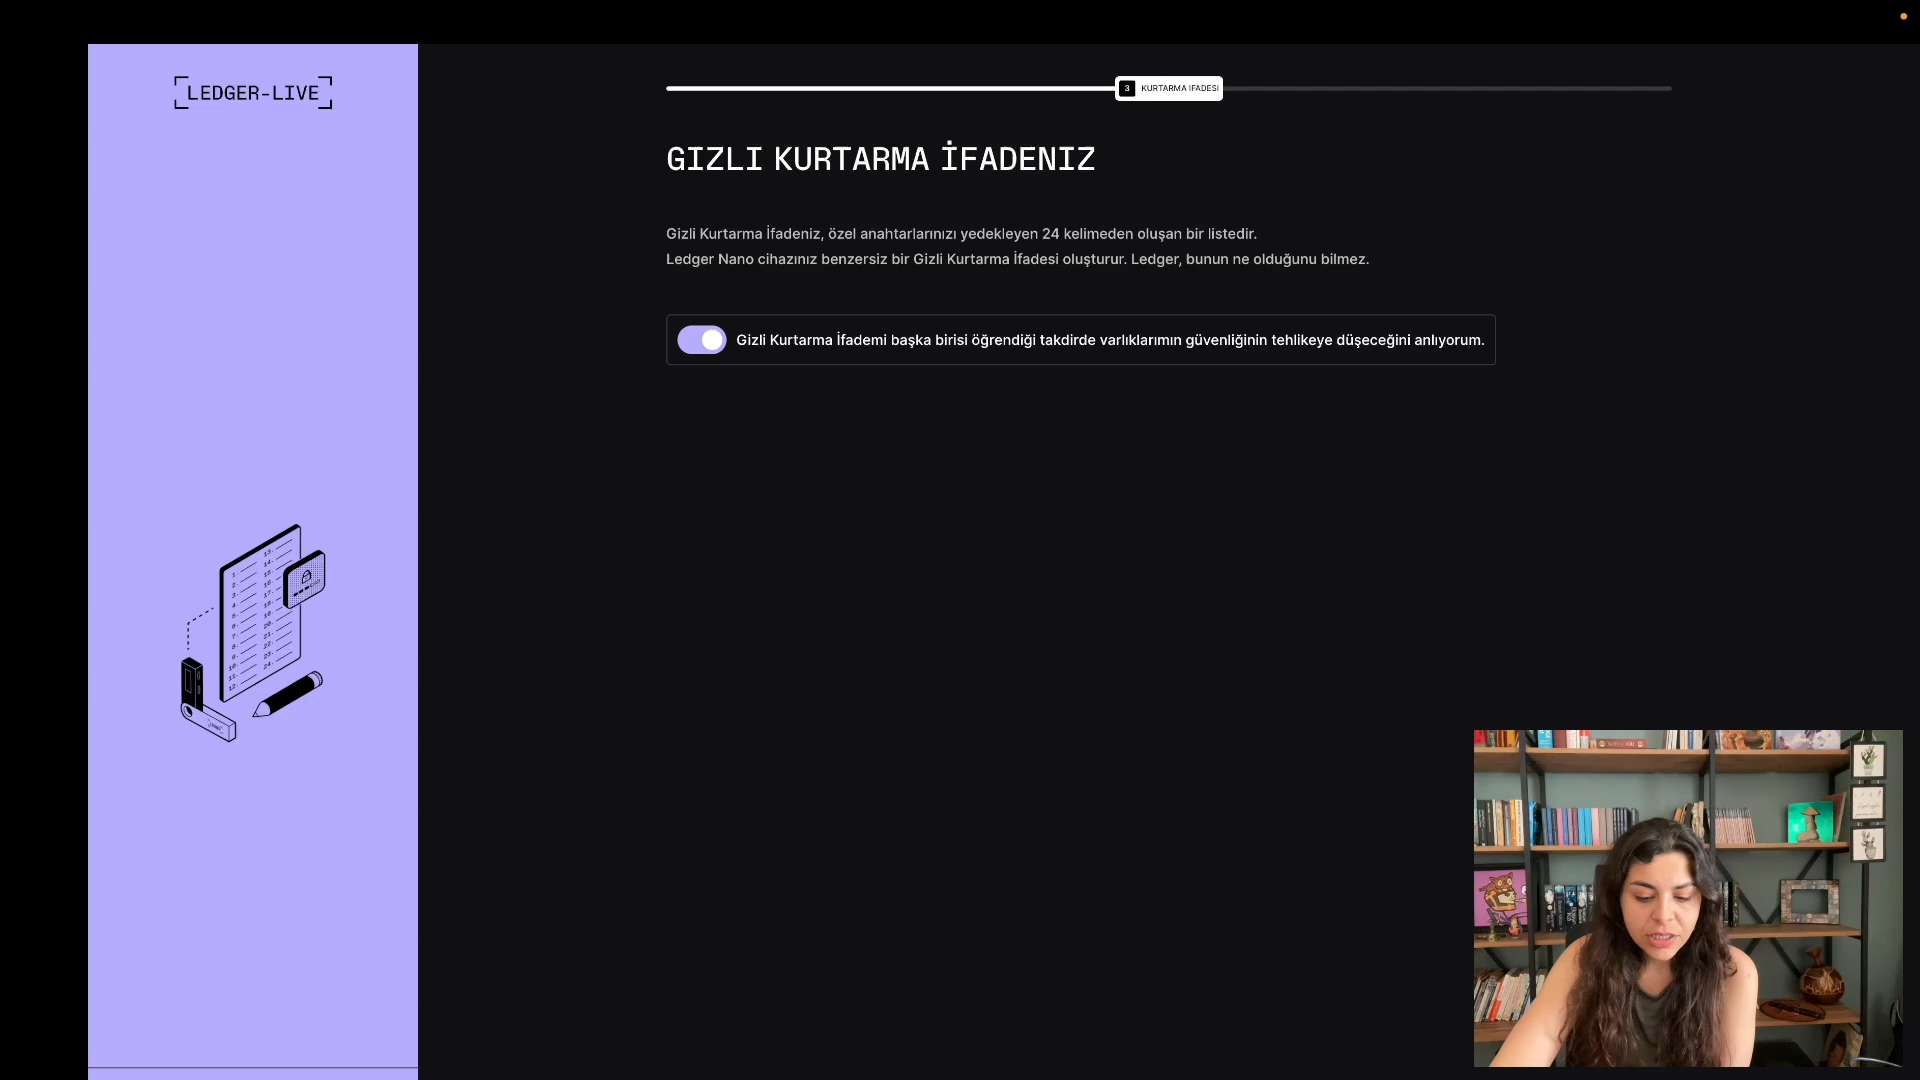 LEDGER-LIVE
3 KURTARMA IFADESI
GIZLI KURTARMA İFADENIZ
Gizli Kurtarma İfadeniz, özel anahtarlarınızı yedekleyen 24 kelimeden oluşan bir listedir.
Ledger Nano cihazınız benzersiz bir Gizli Kurtarma İfadesi oluşturur. Ledger, bunun ne olduğunu bilmez.
Gizli Kurtarma İfademi başka birisi öğrendiği takdirde varlıklarımın güvenliğinin tehlikeye düşeceğini anlıyorum.